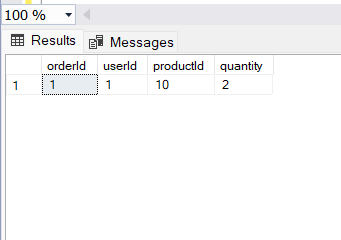 100 %
Results Messages
orderId userId productId quantity
1 1 1 10 2